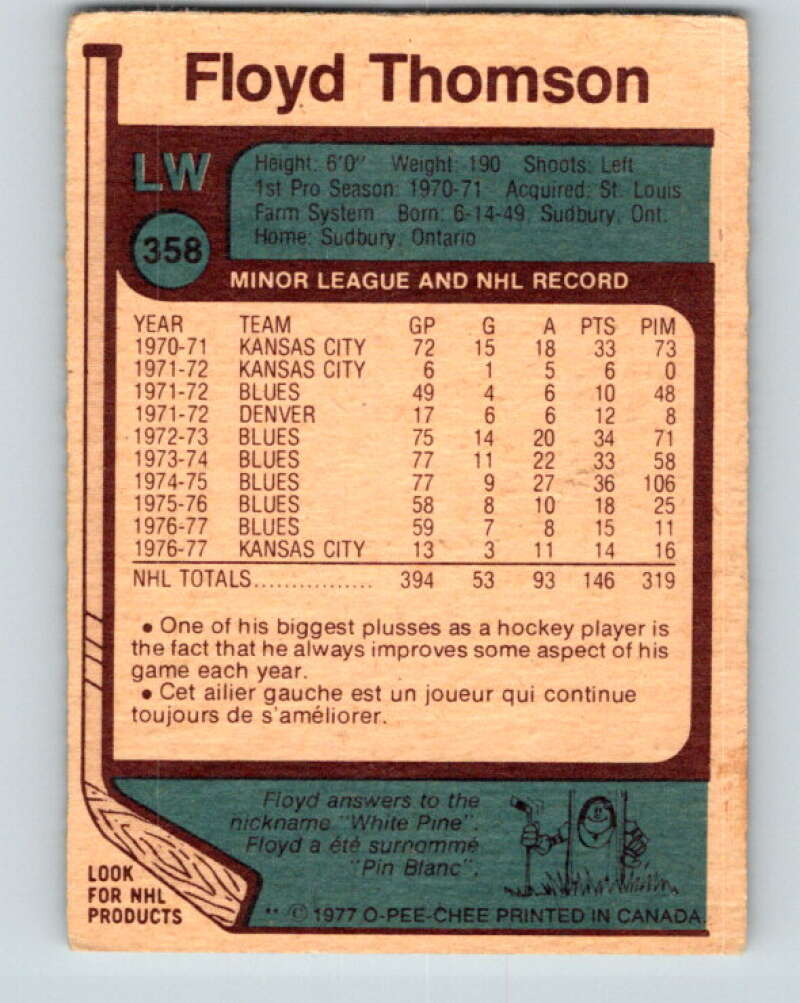 Floyd Thomson
LW
358
Height: 6'0" Weight: 190 Shoots: Left
1st Pro Season: 1970-71 Acquired: St. Louis
Farm System Born: 6-14-49, Sudbury, Ont.
Home: Sudbury, Ontario
MINOR LEAGUE AND NHL RECORD
YEAR TEAM GP G A PTS PIM
1970-71 KANSAS CITY 72 15 18 33 73
1971-72 KANSAS CITY 6 1 5 6 0
1971-72 BLUES 49 4 6 10 48
1971-72 DENVER 17 6 6 12 8
1972-73 BLUES 75 14 20 34 71
1973-74 BLUES 77 11 22 33 58
1974-75 BLUES 77 9 27 36 106
1975-76 BLUES 58 8 10 18 25
1976-77 BLUES 59 7 8 15 11
1976-77 KANSAS CITY 13 3 11 14 16
NHL TOTALS................ 394 53 93 146 319
• One of his biggest plusses as a hockey player is
the fact that he always improves some aspect of his
game each year.
• Cet ailier gauche est un joueur qui continue
toujours de s'améliorer.
Floyd answers to the
nickname "White Pine".
Floyd a été surnommé
"Pin Blanc".
LOOK
FOR NHL
PRODUCTS
** © 1977 O-PEE-CHEE PRINTED IN CANADA